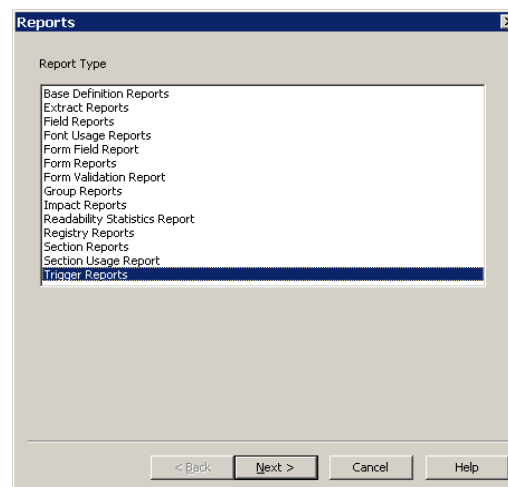 Reports
Report Type
Base Definition Reports
Extract Reports
Field Reports
Font Usage Reports
Form Field Report
Form Reports
Form Validation Report
Group Reports
Impact Reports
Readability Statistics Report
Registry Reports
Section Reports
Section Usage Report
Trigger Reports
< Back Next > Cancel Help